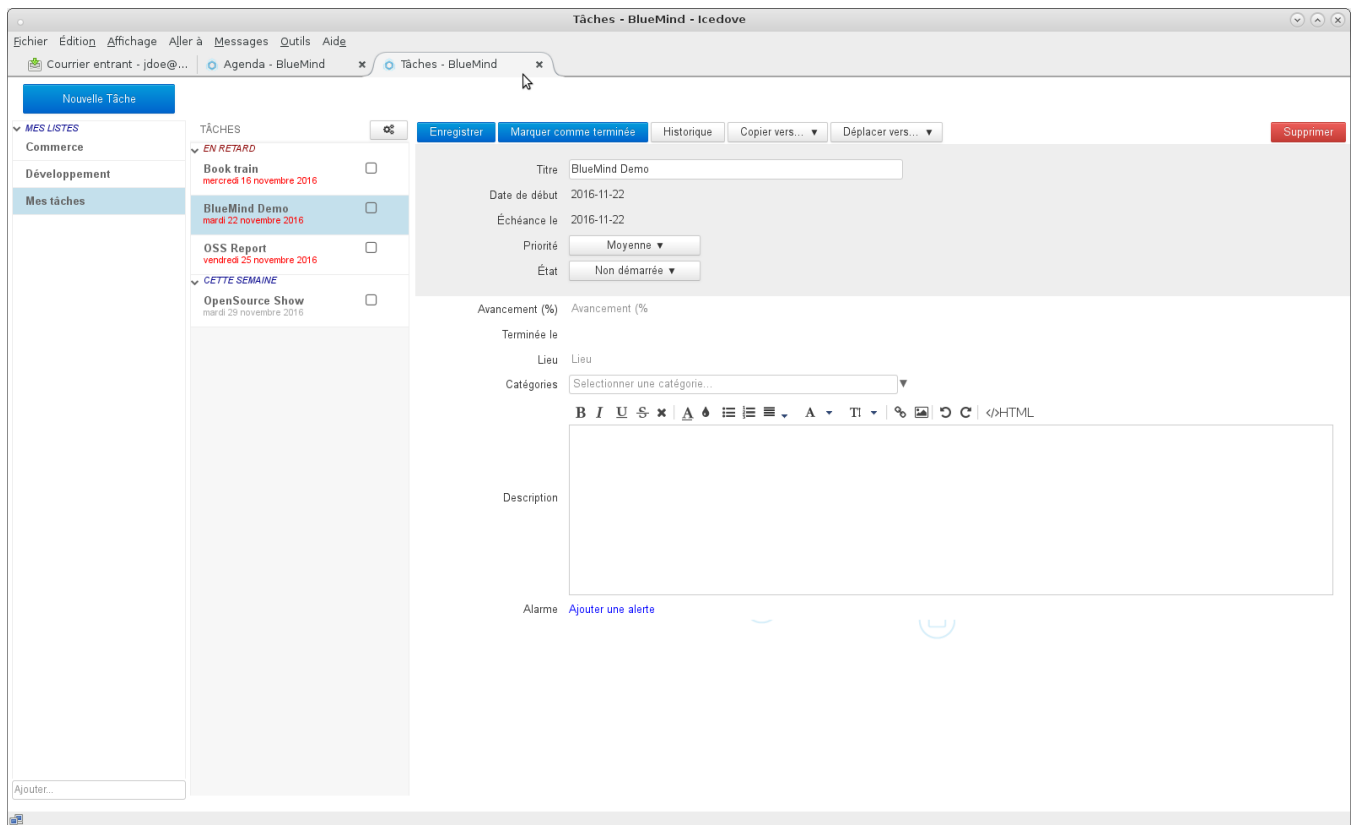 Tâches - BlueMind - Icedove
Fichier Édition Affichage Aller à Messages Outils Aide
Courrier entrant - jdoe@... Agenda - BlueMind Tâches - BlueMind
Nouvelle Tâche
MES LISTES
Commerce
Développement
Mes tâches
Ajouter...
TÂCHES
EN RETARD
Book train
mercredi 16 novembre 2016
BlueMind Demo
mardi 22 novembre 2016
OSS Report
vendredi 25 novembre 2016
CETTE SEMAINE
OpenSource Show
mardi 29 novembre 2016
Enregistrer Marquer comme terminée Historique Copier vers... ▼ Déplacer vers... ▼ Supprimer
Titre BlueMind Demo
Date de début 2016-11-22
Échéance le 2016-11-22
Priorité Moyenne ▼
État Non démarrée ▼
Avancement (%) Avancement (%
Terminée le
Lieu Lieu
Catégories Selectionner une catégorie... ▼
B I U S A A TI </>HTML
Description
Alarme Ajouter une alerte